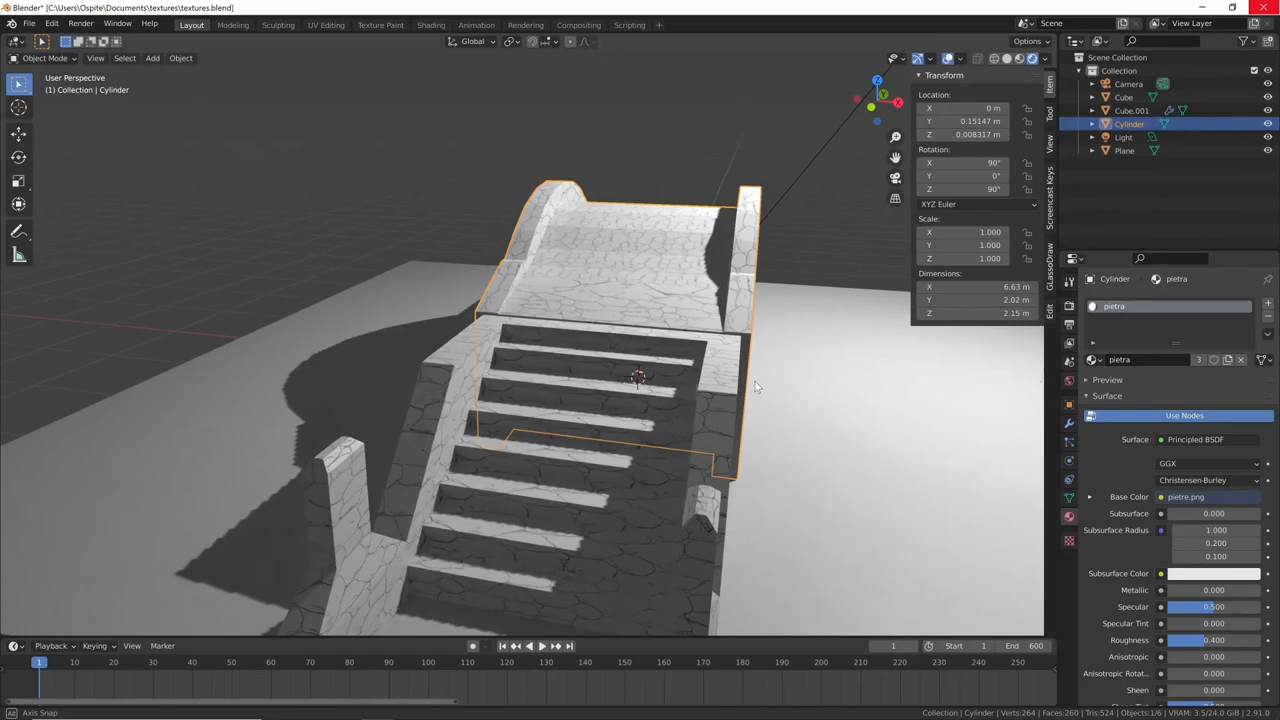 Blender* [C:\Users\Ospite\Documents\textures\textures.blend]
File Edit Render Window Help Layout Modeling Sculpting UV Editing Texture Paint Shading Animation Rendering Compositing Scripting Scene View Layer
Global Options
Object Mode View Select Add Object
User Perspective
(1) Collection | Cylinder
Z
Y
X
Transform
Location:
X 0 m
Y 0.15147 m
Z 0.008317 m
Rotation:
X 90°
Y 0°
Z 90°
XYZ Euler
Scale:
X 1.000
Y 1.000
Z 1.000
Dimensions:
X 6.63 m
Y 2.02 m
Z 2.15 m
Item
Tool
View
Screencast Keys
GLassoDraw
Edit
Scene Collection
Collection
Camera
Cube
Cube.001
Cylinder
Light
Plane
Cylinder pietra
pietra
pietra 3
Preview
Surface
Use Nodes
Surface Principled BSDF
GGX
Christensen-Burley
Base Color pietre.png
Subsurface 0.000
Subsurface Radius 1.000
0.200
0.100
Subsurface Color
Metallic 0.000
Specular 0.500
Specular Tint 0.000
Roughness 0.400
Anisotropic 0.000
Anisotropic Rotat... 0.000
Sheen 0.000
Playback Keying View Marker 1 Start 1 End 600
1 10 20 30 40 50 60 70 80 90 100 110 120 130 140 150 160 170 180 190 200 210 220 230 240 250
Axis Snap
Collection | Cylinder | Verts:264 | Faces:260 | Tris:524 | Objects:1/6 | VRAM: 3.5/24.0 GiB | 2.91.0